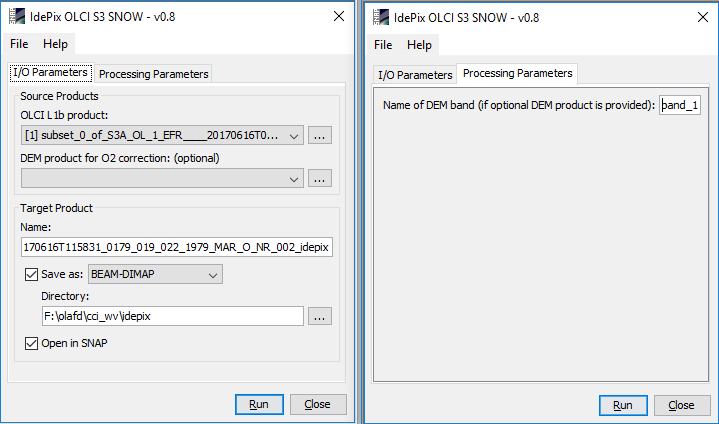 IdePix OLCI S3 SNOW - v0.8
File Help
I/O Parameters Processing Parameters
Source Products
OLCI L1b product:
[1] subset_0_of_S3A_OL_1_EFR____20170616T0...
...
DEM product for O2 correction: (optional)
...
Target Product
Name:
170616T115831_0179_019_022_1979_MAR_O_NR_002_idepix
Save as: BEAM-DIMAP
Directory:
F:\olafd\cci_wv\idepix
...
Open in SNAP
Run Close
IdePix OLCI S3 SNOW - v0.8
File Help
I/O Parameters Processing Parameters
Name of DEM band (if optional DEM product is provided): band_1
Run Close